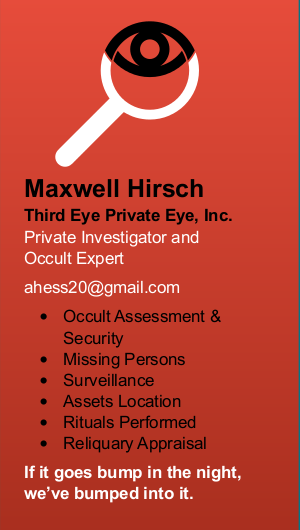 Maxwell Hirsch
Third Eye Private Eye, Inc.
Private Investigator and
Occult Expert
ahess20@gmail.com
• Occult Assessment &
Security
• Missing Persons
• Surveillance
• Assets Location
• Rituals Performed
• Reliquary Appraisal
If it goes bump in the night,
we’ve bumped into it.